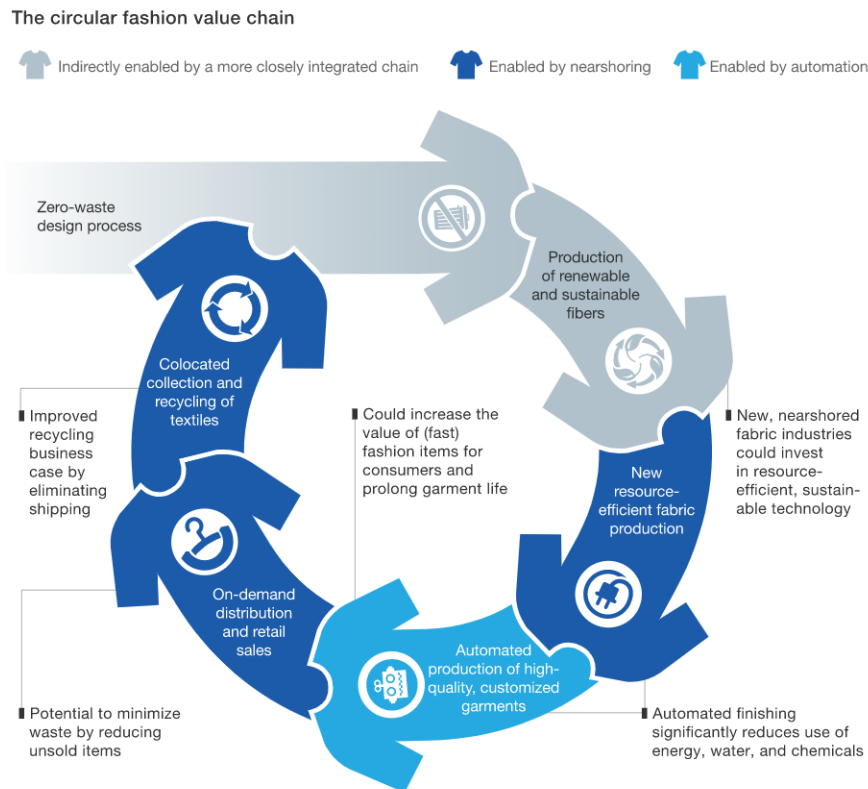 The circular fashion value chain
Indirectly enabled by a more closely integrated chain
Enabled by nearshoring
Enabled by automation
Zero-waste
design process
Production
of renewable
and sustainable
fibers
Colocated
collection and
recycling of
textiles
Improved
recycling
business
case by
eliminating
shipping
Could increase the
value of (fast)
fashion items for
consumers and
prolong garment life
New, nearshored
fabric industries
could invest
in resource-
efficient, sustain-
able technology
New
resource-
efficient fabric
production
On-demand
distribution
and retail
sales
Automated
production of high-
quality, customized
garments
Potential to minimize
waste by reducing
unsold items
Automated finishing
significantly reduces use of
energy, water, and chemicals